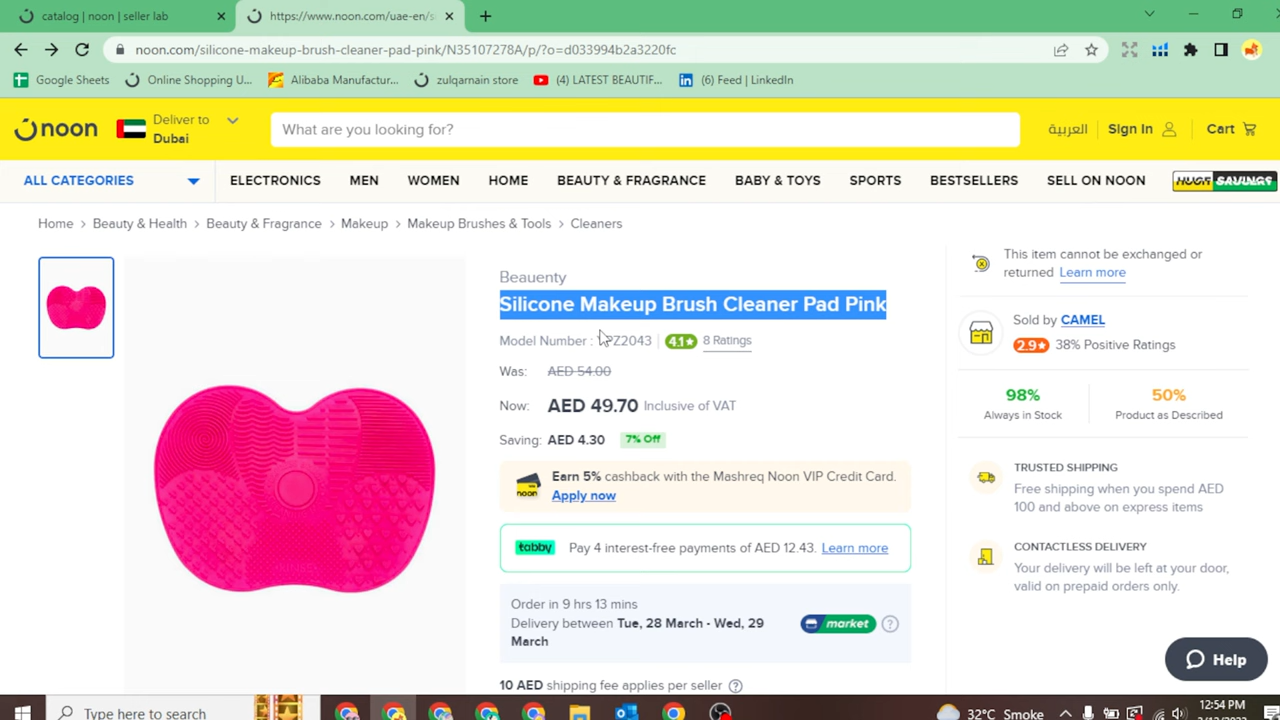 catalog | noon | seller lab
https://www.noon.com/uae-en/s
noon.com/silicone-makeup-brush-cleaner-pad-pink/N35107278A/p/?o=d033994b2a3220fc
Google Sheets
Online Shopping U...
Alibaba Manufactur...
zulqarnain store
(4) LATEST BEAUTIF...
(6) Feed | LinkedIn
noon
Deliver to
Dubai
What are you looking for?
العربية
Sign In
Cart
ALL CATEGORIES
ELECTRONICS
MEN
WOMEN
HOME
BEAUTY & FRAGRANCE
BABY & TOYS
SPORTS
BESTSELLERS
SELL ON NOON
HUGE SAVINGS
Home > Beauty & Health > Beauty & Fragrance > Makeup > Makeup Brushes & Tools > Cleaners
Beauenty
Silicone Makeup Brush Cleaner Pad Pink
Model Number : PZ2043
4.1★
8 Ratings
Was: AED 54.00
Now: AED 49.70 Inclusive of VAT
Saving: AED 4.30 7% Off
noon
Earn 5% cashback with the Mashreq Noon VIP Credit Card.
Apply now
tabby
Pay 4 interest-free payments of AED 12.43. Learn more
Order in 9 hrs 13 mins
Delivery between Tue, 28 March - Wed, 29
March
market
?
10 AED shipping fee applies per seller ?
This item cannot be exchanged or
returned Learn more
Sold by CAMEL
2.9★ 38% Positive Ratings
98%
Always in Stock
50%
Product as Described
TRUSTED SHIPPING
Free shipping when you spend AED
100 and above on express items
CONTACTLESS DELIVERY
Your delivery will be left at your door,
valid on prepaid orders only.
Help
Type here to search
32°C Smoke
12:54 PM